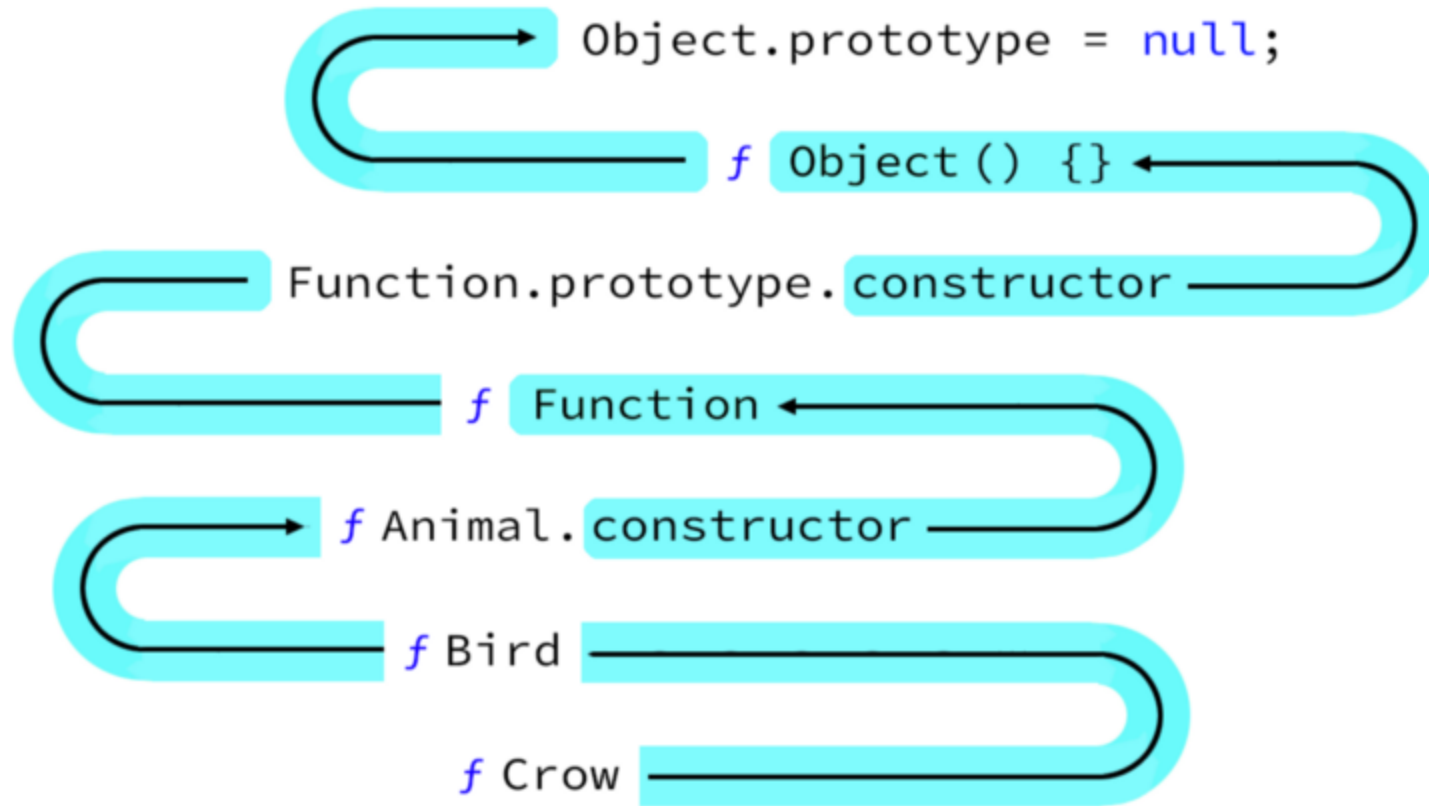 Object.prototype = null;
f Object() {}
Function.prototype.constructor
f Function
f Animal.constructor
f Bird
f Crow